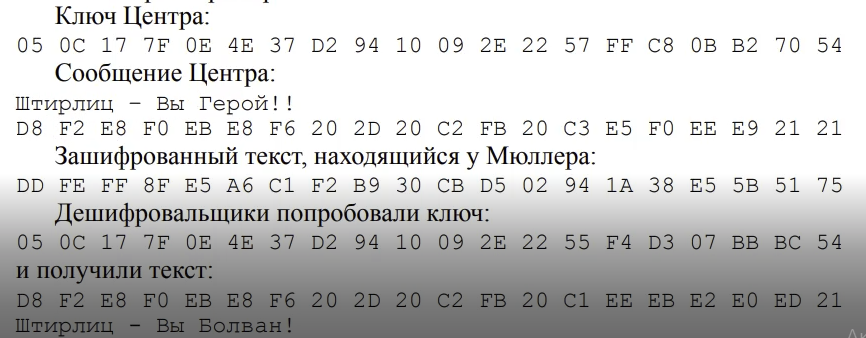 Ключ Центра:
05 0C 17 7F 0E 4E 37 D2 94 10 09 2E 22 57 FF C8 0B B2 70 54
Сообщение Центра:
Штирлиц – Вы Герой!!
D8 F2 E8 F0 EB E8 F6 20 2D 20 C2 FB 20 C3 E5 F0 EE E9 21 21
Зашифрованный текст, находящийся у Мюллера:
DD FE FF 8F E5 A6 C1 F2 B9 30 CB D5 02 94 1A 38 E5 5B 51 75
Дешифровальщики попробовали ключ:
05 0C 17 7F 0E 4E 37 D2 94 10 09 2E 22 55 F4 D3 07 BB BC 54
и получили текст:
D8 F2 E8 F0 EB E8 F6 20 2D 20 C2 FB 20 C1 EE EB E2 E0 ED 21
Штирлиц - Вы Болван!